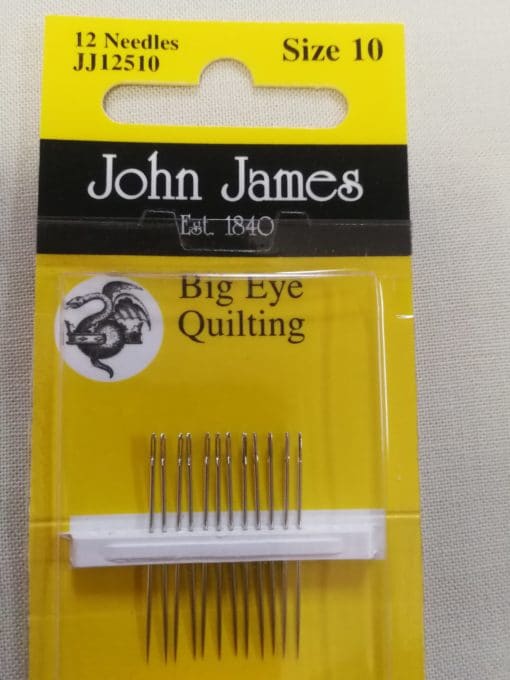 12 Needles
JJ12510
Size 10
John James
Est. 1840
Big Eye
Quilting